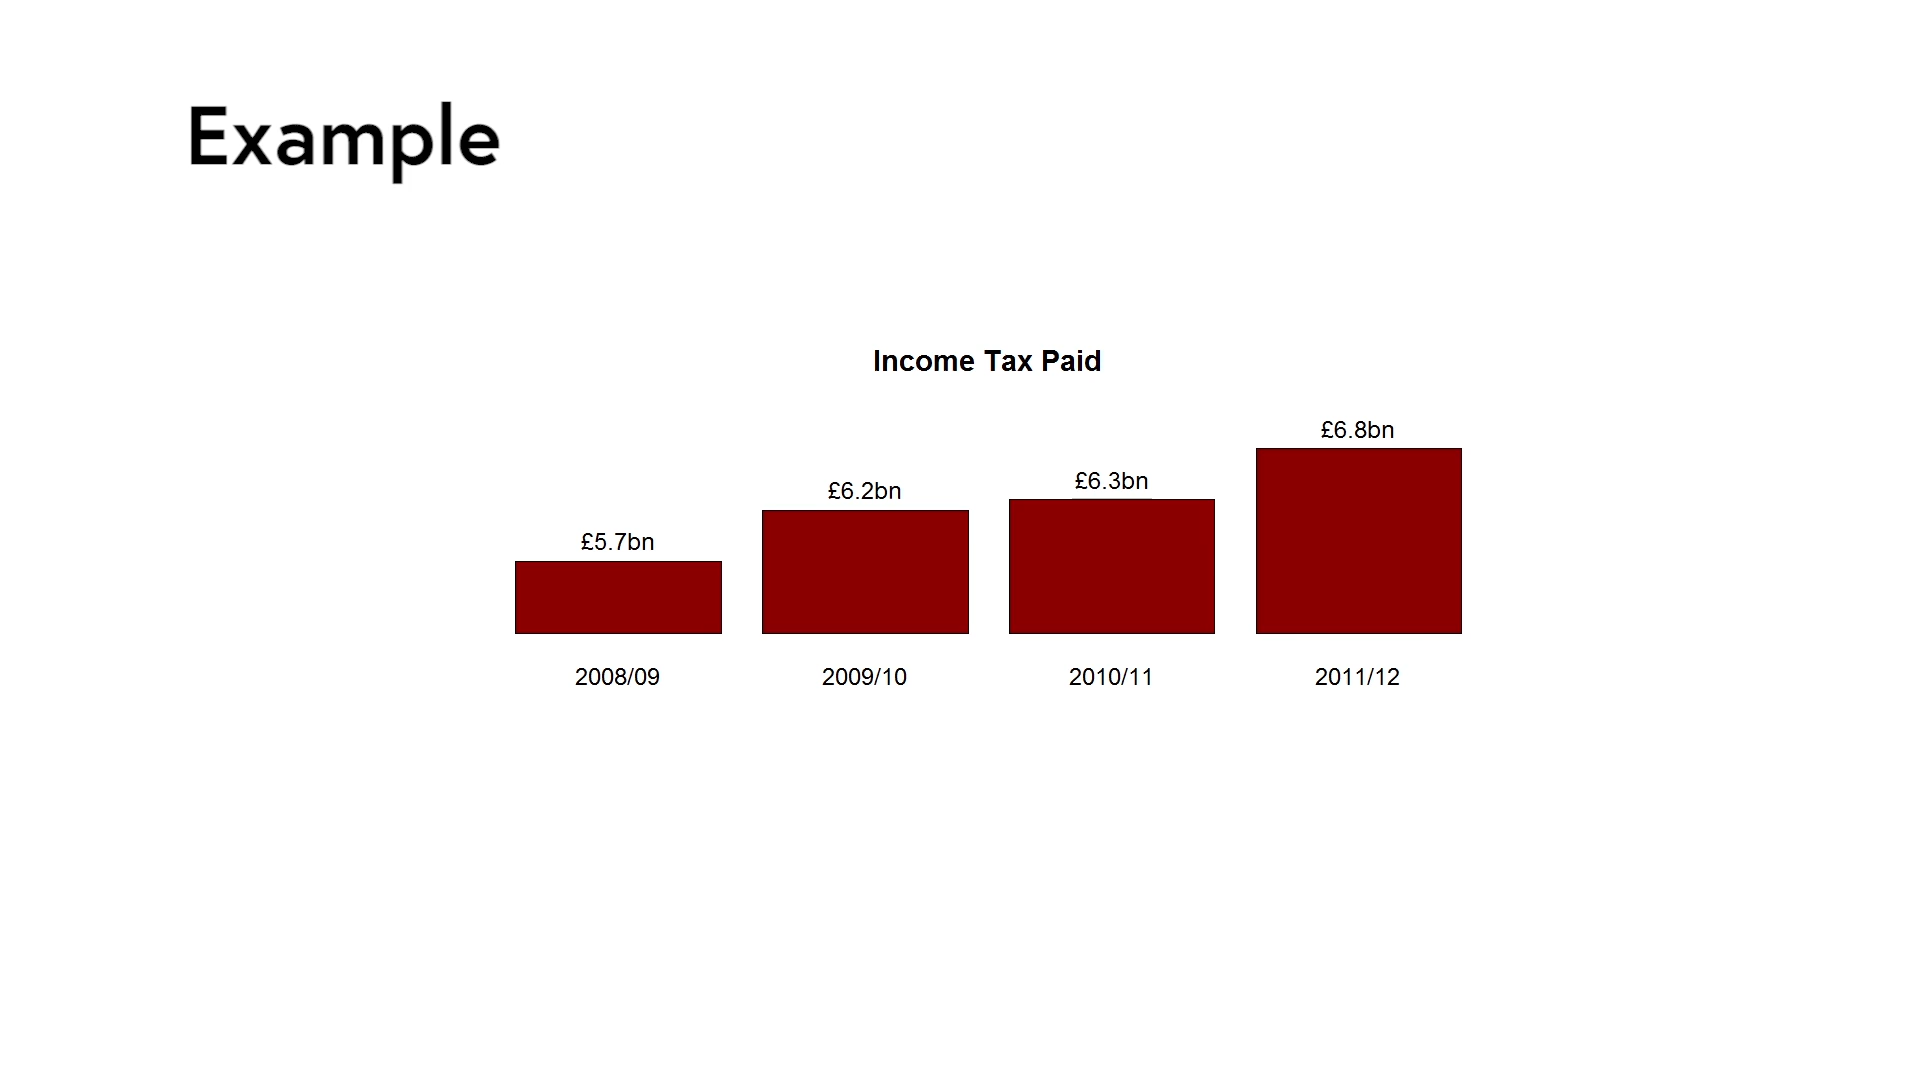 Example
Income Tax Paid
£5.7bn
£6.2bn
£6.3bn
£6.8bn
2008/09
2009/10
2010/11
2011/12